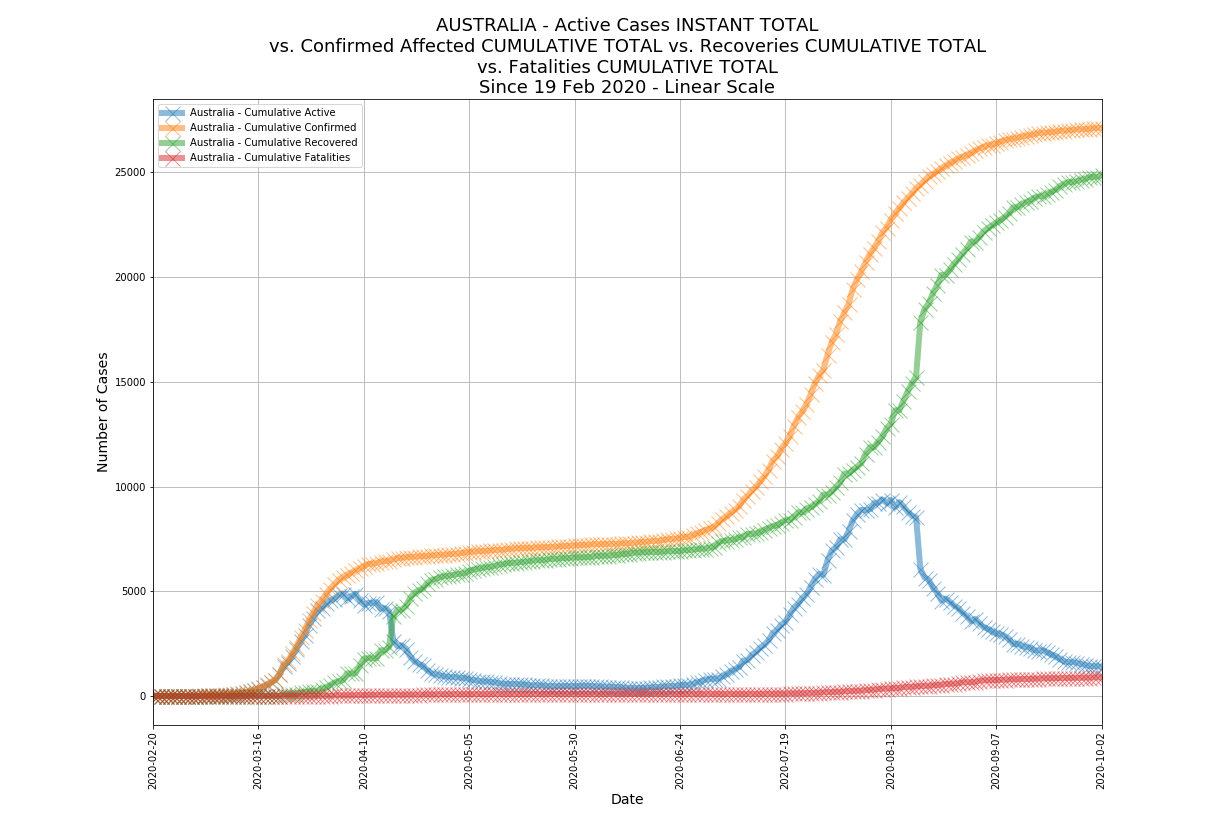 AUSTRALIA - Active Cases INSTANT TOTAL
vs. Confirmed Affected CUMULATIVE TOTAL vs. Recoveries CUMULATIVE TOTAL
vs. Fatalities CUMULATIVE TOTAL
Since 19 Feb 2020 - Linear Scale
Australia - Cumulative Active
Australia - Cumulative Confirmed
Australia - Cumulative Recovered
Australia - Cumulative Fatalities
Number of Cases
25000
20000
15000
10000
5000
0
2020-02-20
2020-03-16
2020-04-10
2020-05-05
2020-05-30
2020-06-24
2020-07-19
2020-08-13
2020-09-07
2020-10-02
Date